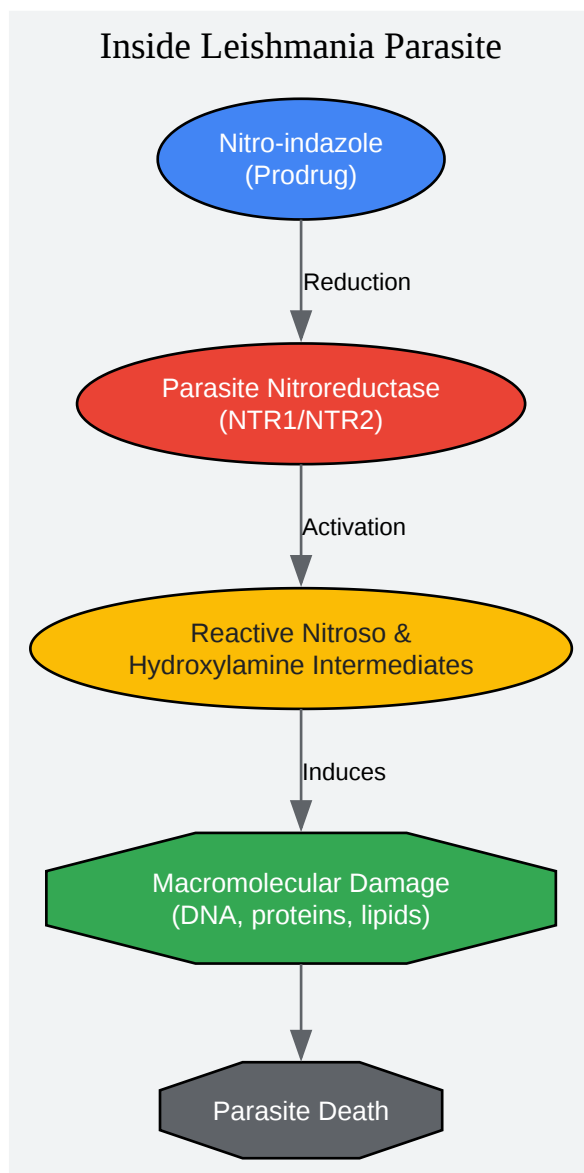 Inside Leishmania Parasite
Nitro-indazole
(Prodrug)
Reduction
Parasite Nitroreductase
(NTR1/NTR2)
Activation
Reactive Nitroso &
Hydroxylamine Intermediates
Induces
Macromolecular Damage
(DNA, proteins, lipids)
Parasite Death